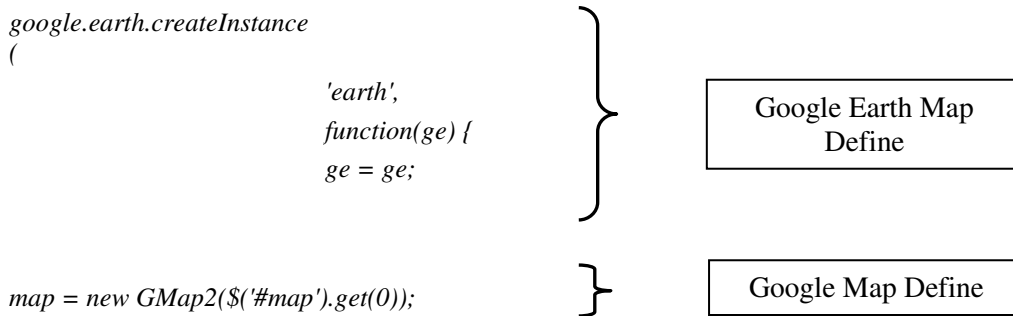 google.earth.createInstance
(
'earth',
function(ge) {
ge = ge;
Google Earth Map
Define
map = new GMap2($('#map').get(0));
Google Map Define